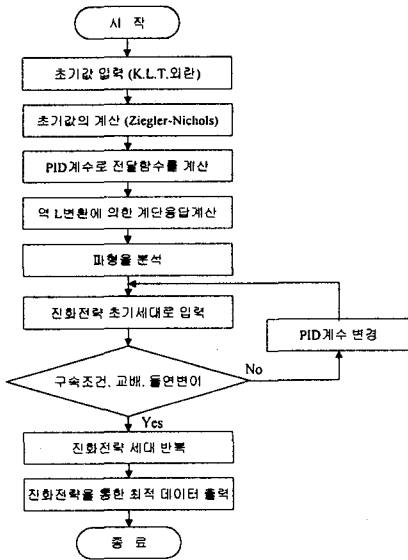 시 작
초기값 입력 (K.L.T.외란)
초기값의 계산 (Ziegler-Nichols)
PID계수로 전달함수를 계산
역 L변환에 의한 계단응답계산
파형을 분석
진화전략 초기세대로 입력
PID계수 변경
구속조건, 교배, 돌연변이
No
Yes
진화전략 세대 반복
진화전략을 통한 최적 데이터 출력
종 료